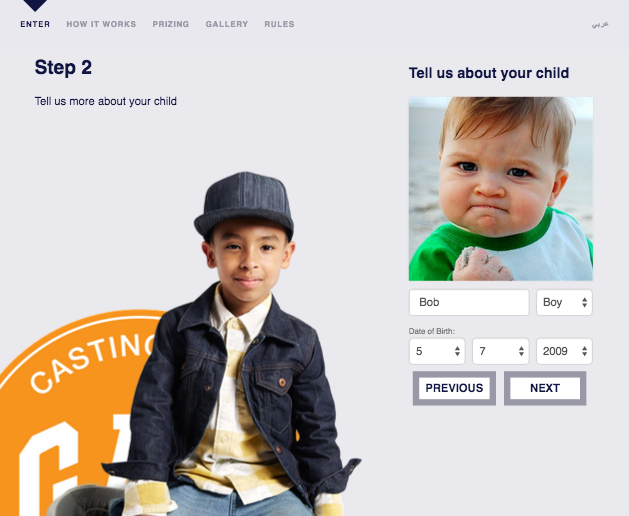 ENTER HOW IT WORKS PRIZING GALLERY RULES عربي
Step 2
Tell us more about your child
Tell us about your child
Bob Boy
Date of Birth:
5 7 2009
PREVIOUS NEXT
CASTING